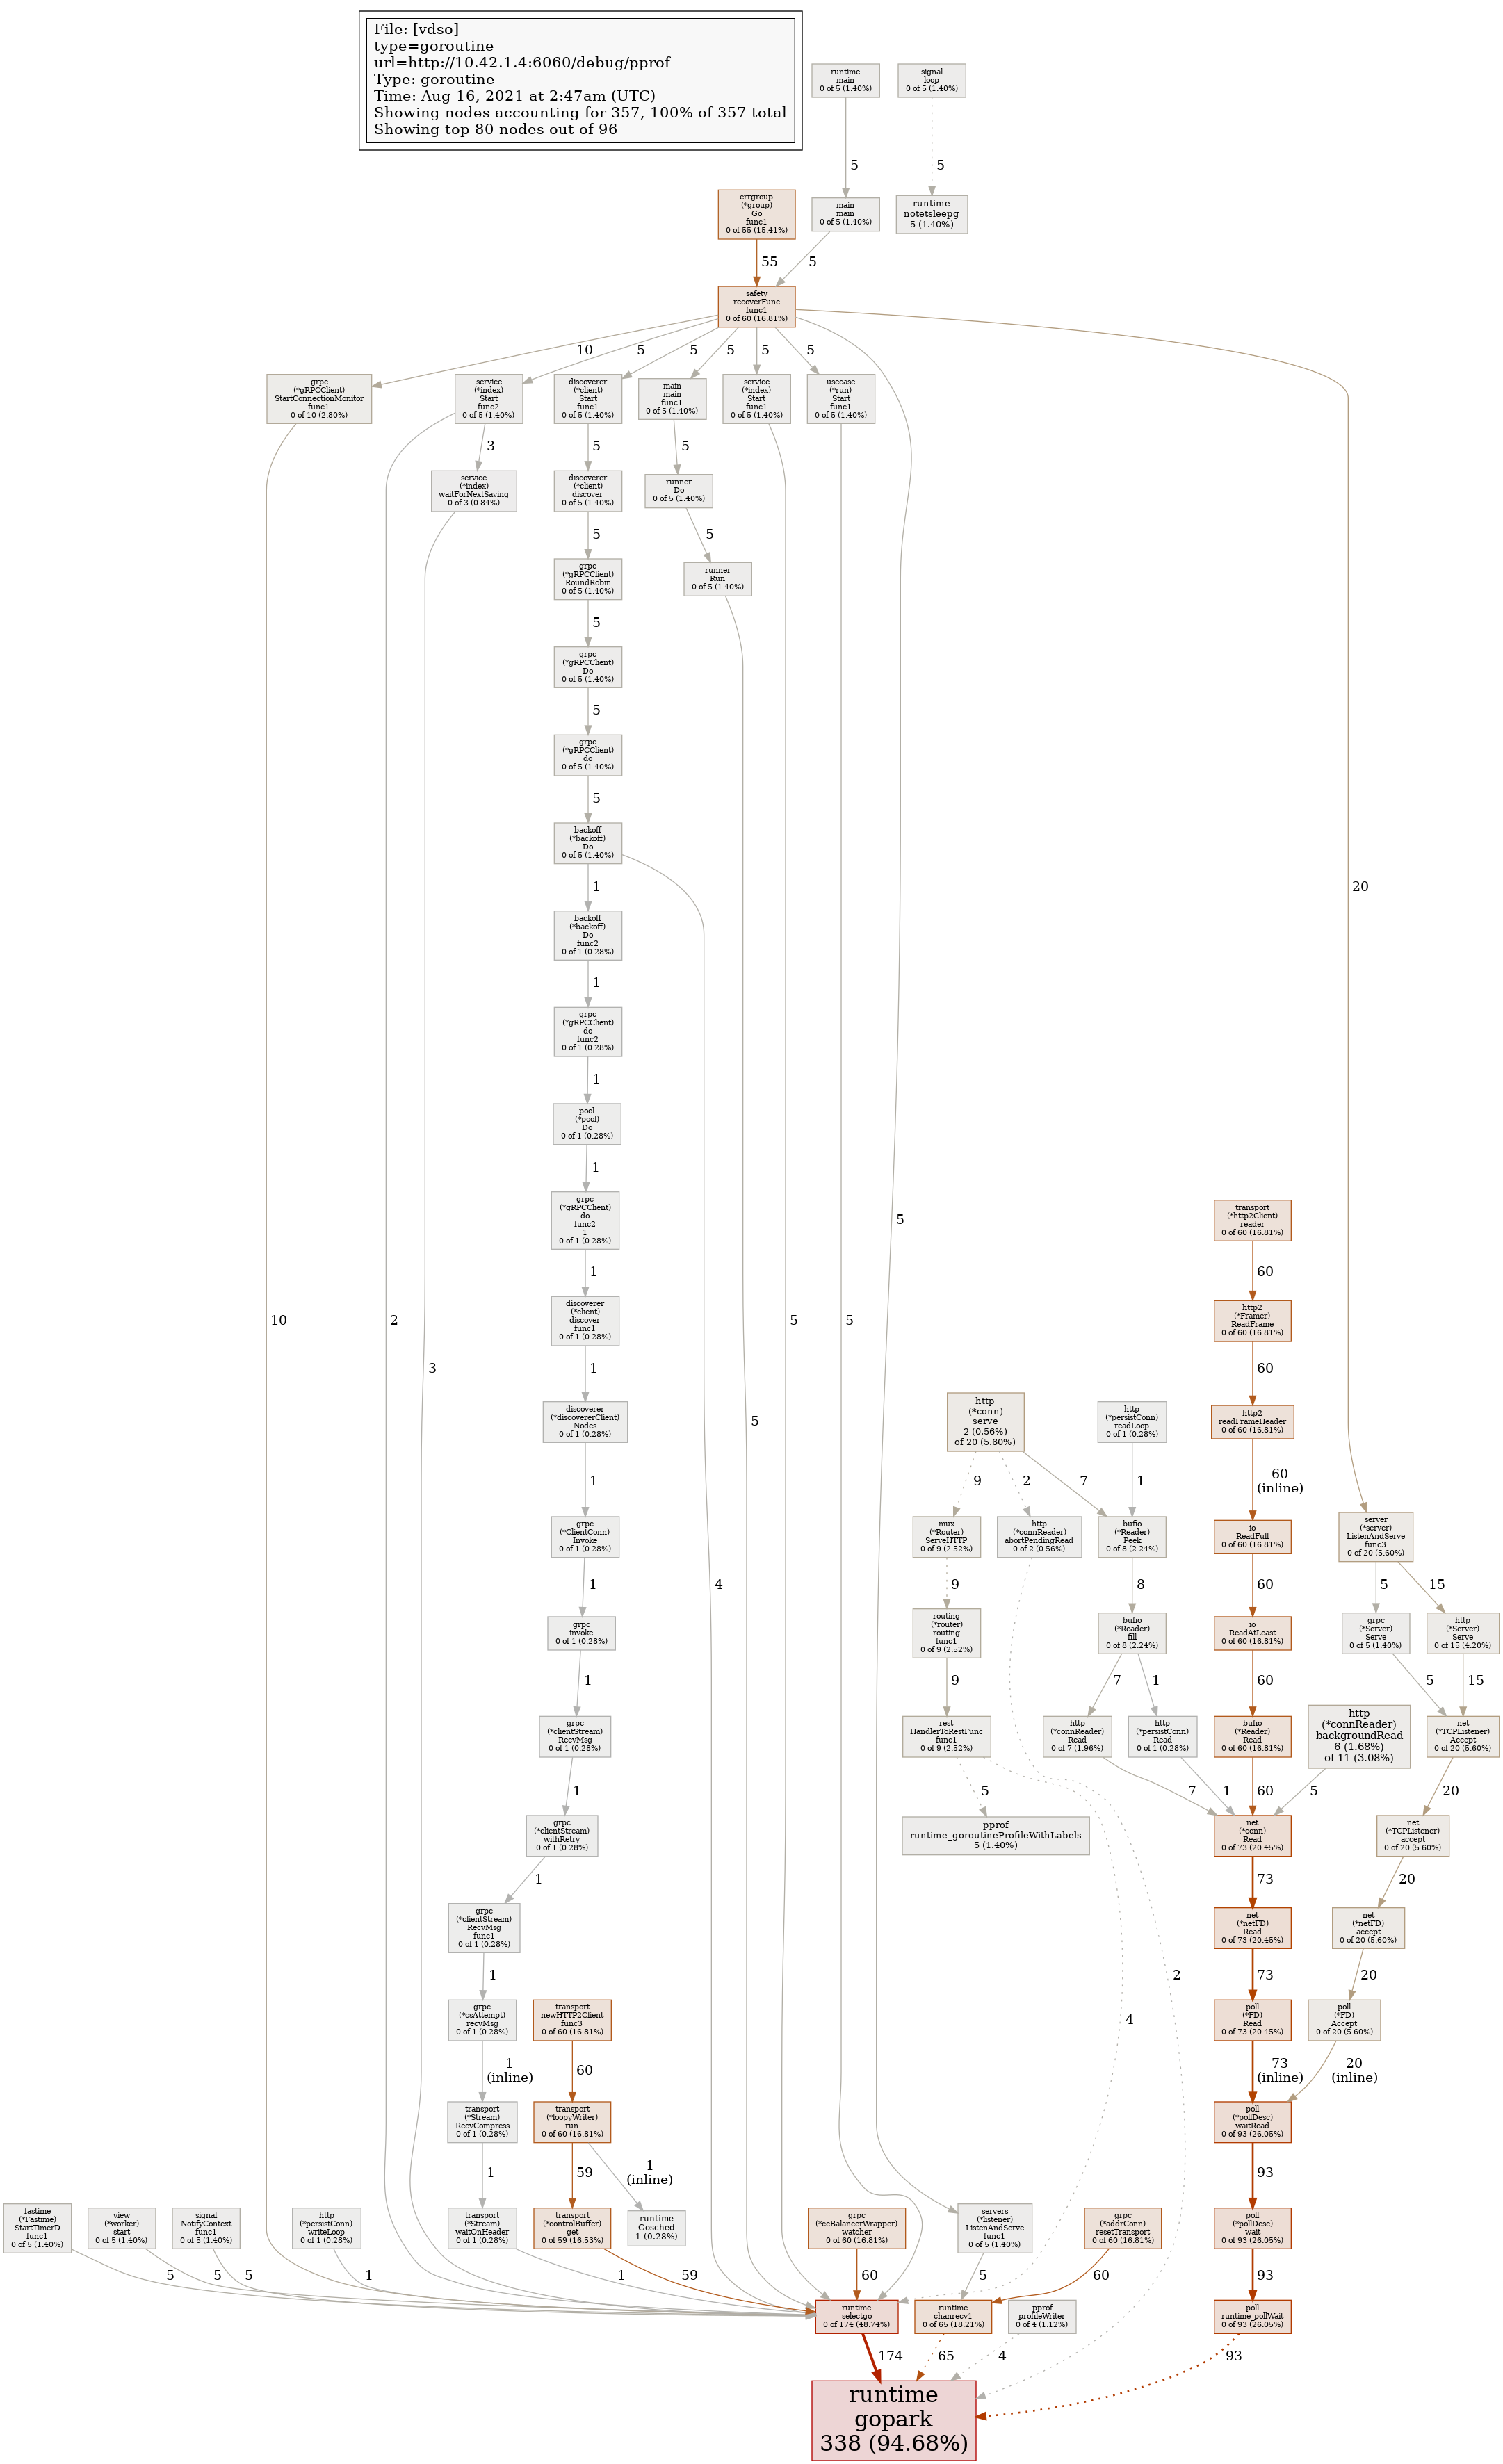 File: [vdso]
type=goroutine
url=http://10.42.1.4:6060/debug/pprof
Type: goroutine
Time: Aug 16, 2021 at 2:47am (UTC)
Showing nodes accounting for 357, 100% of 357 total
Showing top 80 nodes out of 96
runtime
main
0 of 5 (1.40%)
signal
loop
0 of 5 (1.40%)
5
5
errgroup
(*group)
Go
func1
0 of 55 (15.41%)
main
main
0 of 5 (1.40%)
runtime
notetsleepg
5 (1.40%)
55
5
safety
recoverFunc
func1
0 of 60 (16.81%)
10
5
5
5
5
5
5
20
grpc
(*gRPCClient)
StartConnectionMonitor
func1
0 of 10 (2.80%)
service
(*index)
Start
func2
0 of 5 (1.40%)
discoverer
(*client)
Start
func1
0 of 5 (1.40%)
main
main
func1
0 of 5 (1.40%)
service
(*index)
Start
func1
0 of 5 (1.40%)
usecase
(*run)
Start
func1
0 of 5 (1.40%)
10
2
3
5
5
5
5
service
(*index)
waitForNextSaving
0 of 3 (0.84%)
3
discoverer
(*client)
discover
0 of 5 (1.40%)
runner
Do
0 of 5 (1.40%)
5
5
grpc
(*gRPCClient)
RoundRobin
0 of 5 (1.40%)
runner
Run
0 of 5 (1.40%)
5
5
grpc
(*gRPCClient)
Do
0 of 5 (1.40%)
5
grpc
(*gRPCClient)
do
0 of 5 (1.40%)
5
backoff
(*backoff)
Do
0 of 5 (1.40%)
1
4
backoff
(*backoff)
Do
func2
0 of 1 (0.28%)
1
grpc
(*gRPCClient)
do
func2
0 of 1 (0.28%)
1
pool
(*pool)
Do
0 of 1 (0.28%)
1
grpc
(*gRPCClient)
do
func2
1
0 of 1 (0.28%)
1
discoverer
(*client)
discover
func1
0 of 1 (0.28%)
1
discoverer
(*discovererClient)
Nodes
0 of 1 (0.28%)
1
grpc
(*ClientConn)
Invoke
0 of 1 (0.28%)
1
grpc
invoke
0 of 1 (0.28%)
1
grpc
(*clientStream)
RecvMsg
0 of 1 (0.28%)
1
grpc
(*clientStream)
withRetry
0 of 1 (0.28%)
1
grpc
(*clientStream)
RecvMsg
func1
0 of 1 (0.28%)
1
grpc
(*csAttempt)
recvMsg
0 of 1 (0.28%)
1
(inline)
transport
(*Stream)
RecvCompress
0 of 1 (0.28%)
1
transport
(*Stream)
waitOnHeader
0 of 1 (0.28%)
1
transport
newHTTP2Client
func3
0 of 60 (16.81%)
60
transport
(*loopyWriter)
run
0 of 60 (16.81%)
59
1
(inline)
transport
(*controlBuffer)
get
0 of 59 (16.53%)
59
runtime
Gosched
1 (0.28%)
fastime
(*Fastime)
StartTimerD
func1
0 of 5 (1.40%)
5
view
(*worker)
start
0 of 5 (1.40%)
5
signal
NotifyContext
func1
0 of 5 (1.40%)
5
http
(*persistConn)
writeLoop
0 of 1 (0.28%)
1
transport
(*http2Client)
reader
0 of 60 (16.81%)
60
http2
(*Framer)
ReadFrame
0 of 60 (16.81%)
60
http2
readFrameHeader
0 of 60 (16.81%)
60
(inline)
io
ReadFull
0 of 60 (16.81%)
60
io
ReadAtLeast
0 of 60 (16.81%)
60
bufio
(*Reader)
Read
0 of 60 (16.81%)
60
http
(*conn)
serve
2 (0.56%)
of 20 (5.60%)
9
2
7
http
(*persistConn)
readLoop
0 of 1 (0.28%)
1
mux
(*Router)
ServeHTTP
0 of 9 (2.52%)
9
http
(*connReader)
abortPendingRead
0 of 2 (0.56%)
2
bufio
(*Reader)
Peek
0 of 8 (2.24%)
8
routing
(*router)
routing
func1
0 of 9 (2.52%)
9
bufio
(*Reader)
fill
0 of 8 (2.24%)
7
1
rest
HandlerToRestFunc
func1
0 of 9 (2.52%)
5
4
http
(*connReader)
Read
0 of 7 (1.96%)
7
http
(*persistConn)
Read
0 of 1 (0.28%)
1
http
(*connReader)
backgroundRead
6 (1.68%)
of 11 (3.08%)
5
pprof
runtime_goroutineProfileWithLabels
5 (1.40%)
server
(*server)
ListenAndServe
func3
0 of 20 (5.60%)
5
15
grpc
(*Server)
Serve
0 of 5 (1.40%)
5
http
(*Server)
Serve
0 of 15 (4.20%)
15
net
(*TCPListener)
Accept
0 of 20 (5.60%)
20
net
(*TCPListener)
accept
0 of 20 (5.60%)
20
net
(*netFD)
accept
0 of 20 (5.60%)
20
poll
(*FD)
Accept
0 of 20 (5.60%)
20
(inline)
net
(*conn)
Read
0 of 73 (20.45%)
73
net
(*netFD)
Read
0 of 73 (20.45%)
73
poll
(*FD)
Read
0 of 73 (20.45%)
73
(inline)
poll
(*pollDesc)
waitRead
0 of 93 (26.05%)
93
poll
(*pollDesc)
wait
0 of 93 (26.05%)
93
poll
runtime_pollWait
0 of 93 (26.05%)
93
grpc
(*ccBalancerWrapper)
watcher
0 of 60 (16.81%)
60
servers
(*listener)
ListenAndServe
func1
0 of 5 (1.40%)
5
grpc
(*addrConn)
resetTransport
0 of 60 (16.81%)
60
runtime
selectgo
0 of 174 (48.74%)
174
runtime
chanrecv1
0 of 65 (18.21%)
65
pprof
profileWriter
0 of 4 (1.12%)
4
runtime
gopark
338 (94.68%)